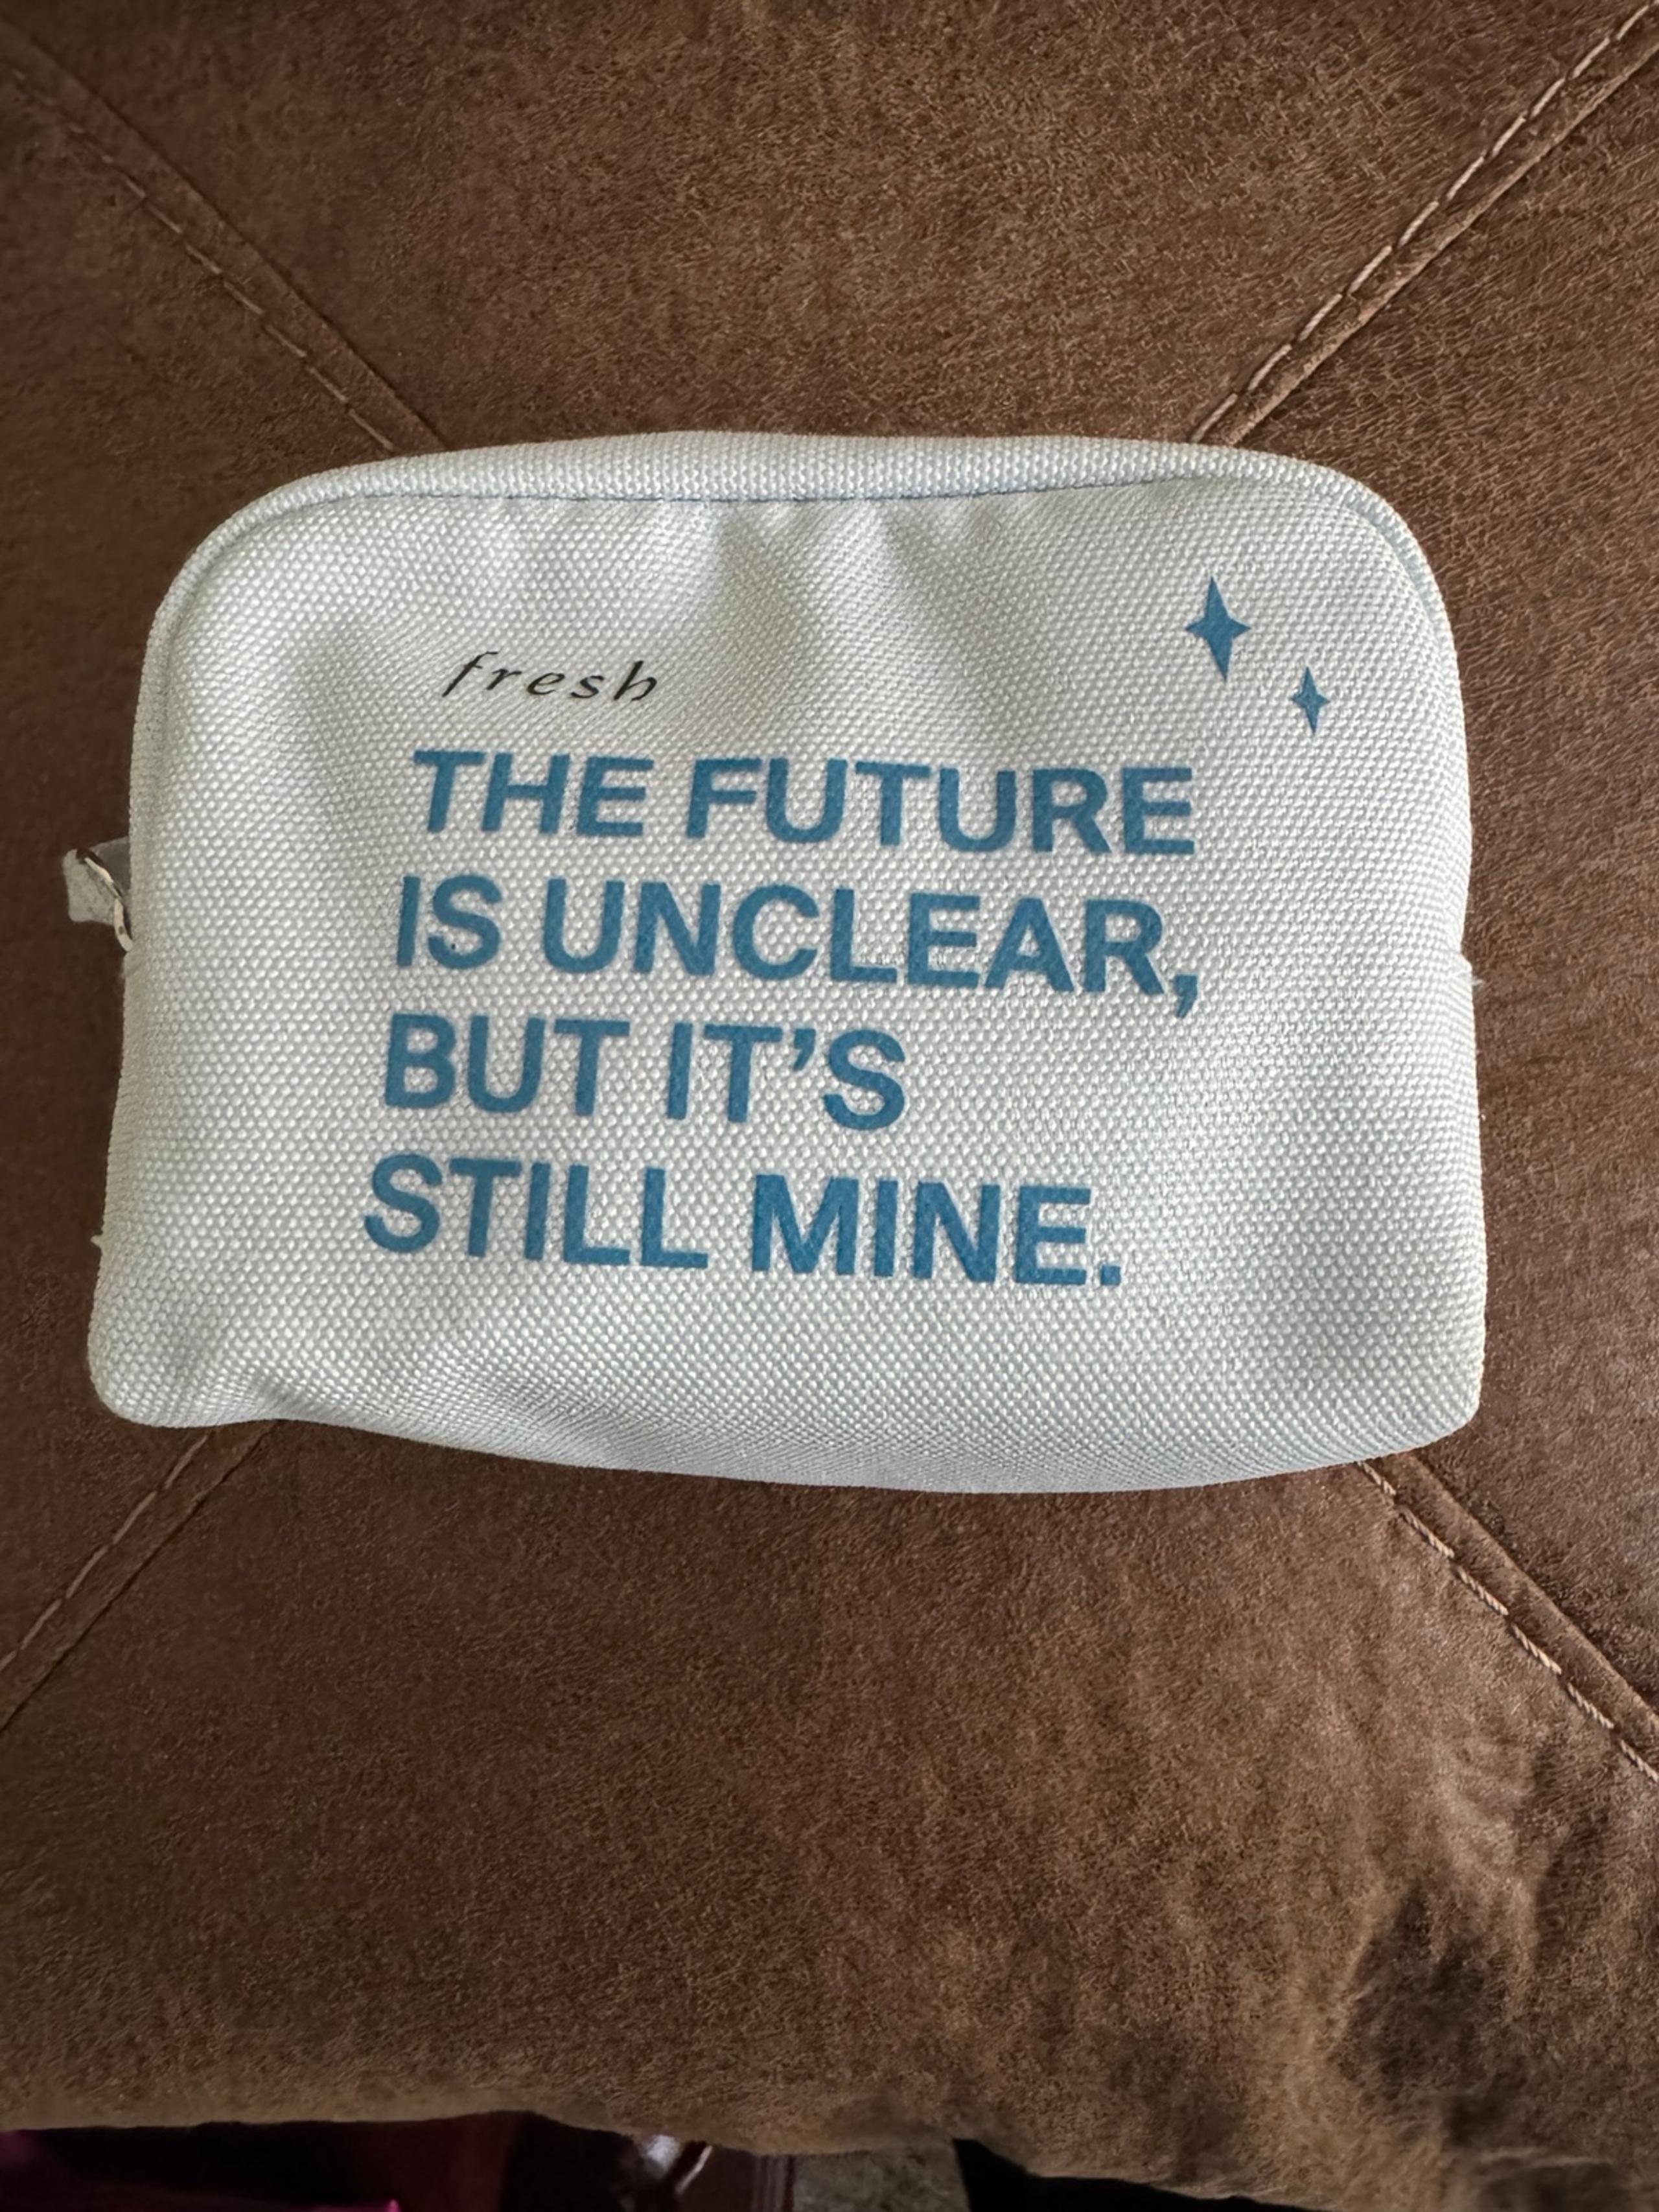 fresh
THE FUTURE
IS UNCLEAR,
BUT IT’S
STILL MINE.